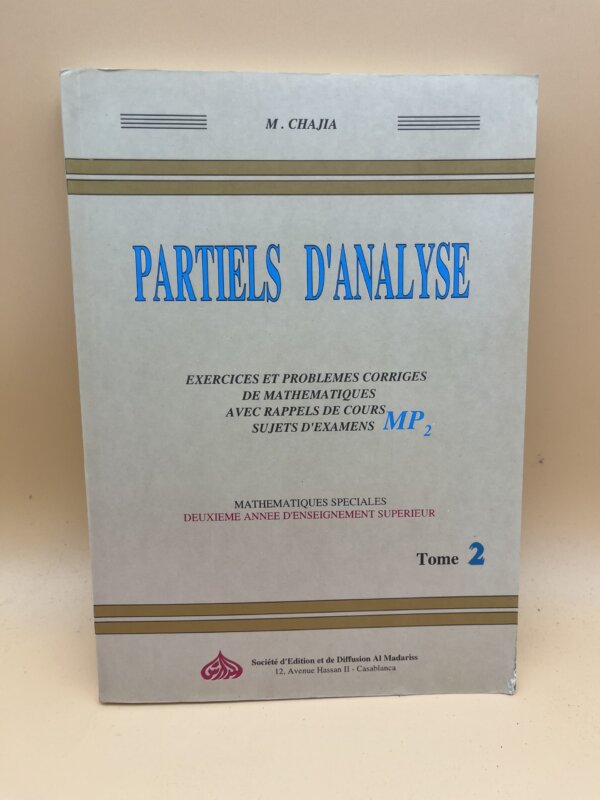 M. CHAJIA
PARTIELS D'ANALYSE
EXERCICES ET PROBLEMES CORRIGES
DE MATHEMATIQUES
AVEC RAPPELS DE COURS
SUJETS D'EXAMENS MP2
MATHEMATIQUES SPECIALES
DEUXIEME ANNEE D'ENSEIGNEMENT SUPERIEUR
Tome 2
Société d'Edition et de Diffusion Al Madariss
12, Avenue Hassan II - Casablanca